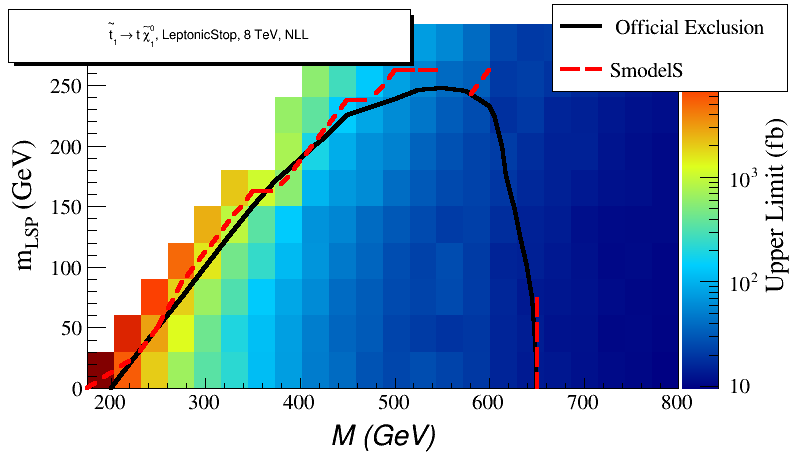 t̃₁ → t χ̃₁⁰, LeptonicStop, 8 TeV, NLL
Official Exclusion
SmodelS
m_LSP (GeV)
250
200
150
100
50
0
200
300
400
500
600
700
800
M (GeV)
10³
10²
10
Upper Limit (fb)